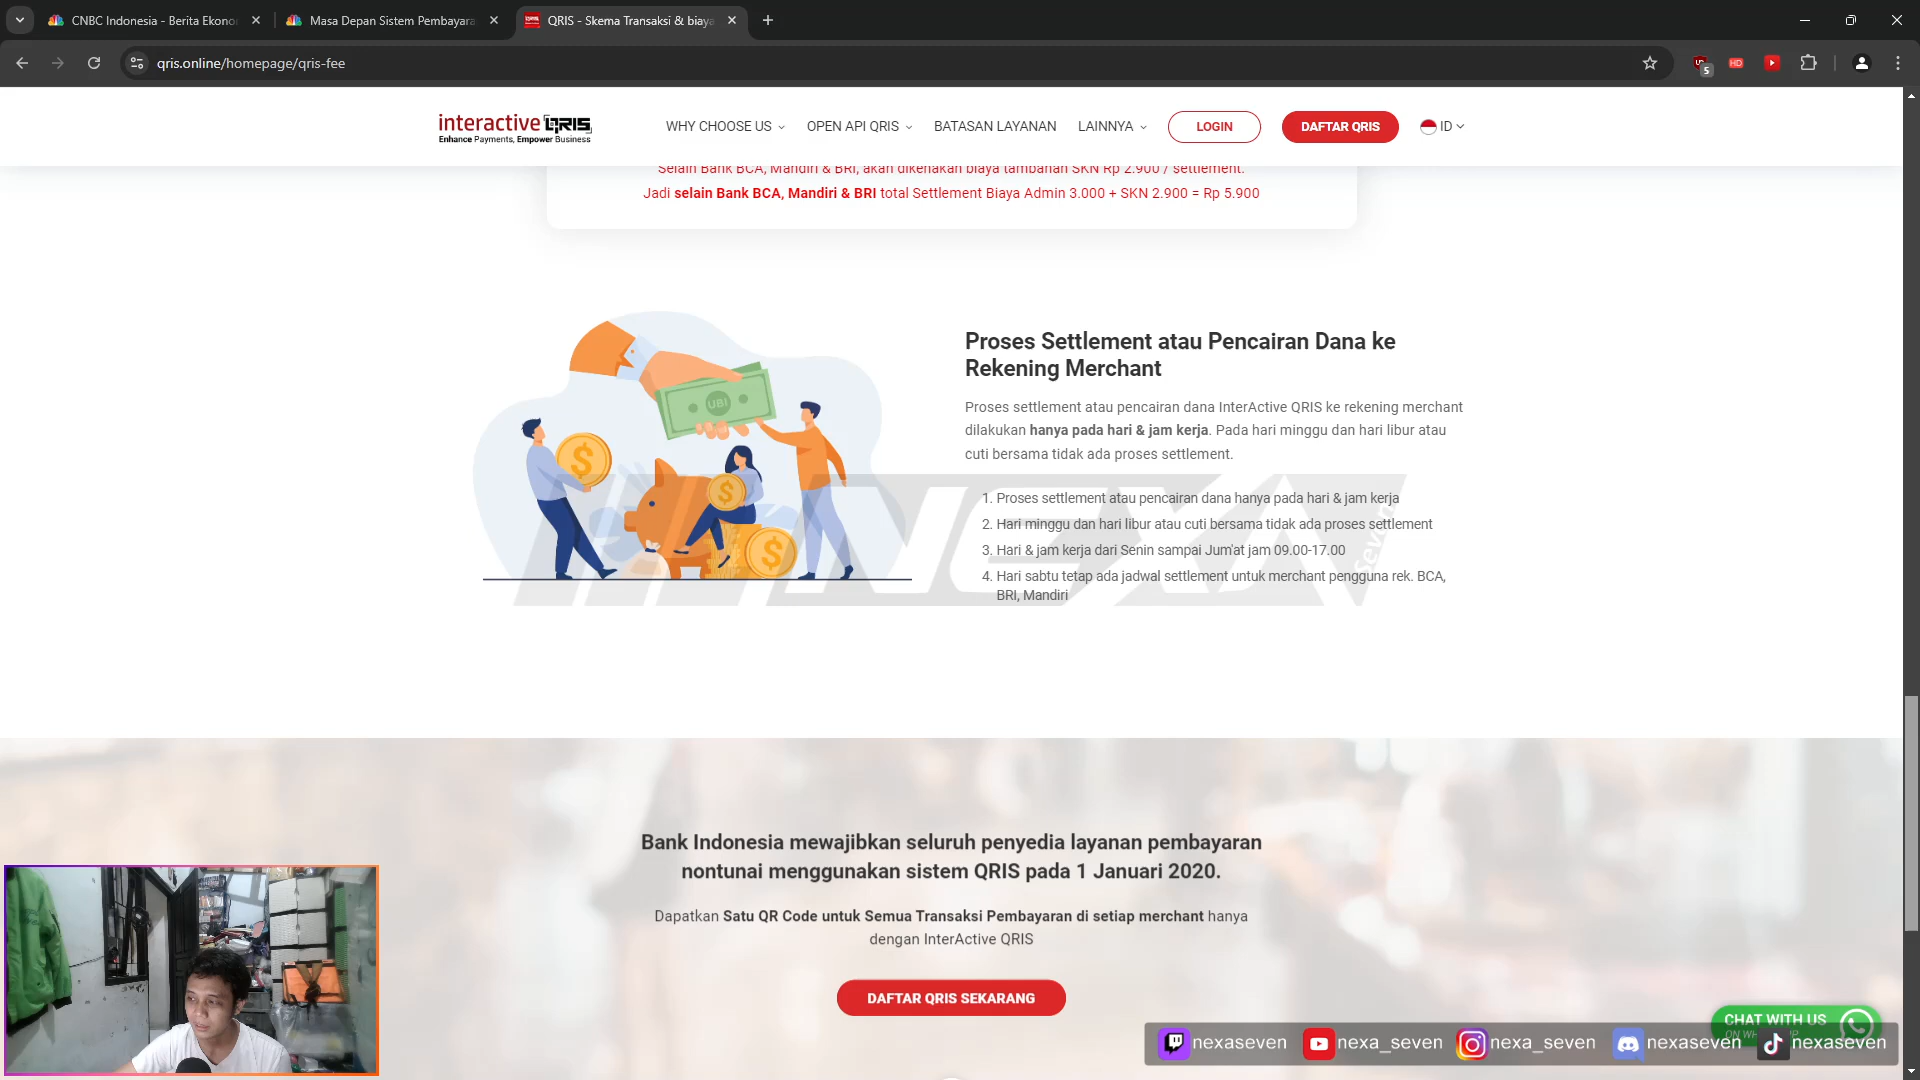 CNBC Indonesia - Berita Ekono
Masa Depan Sistem Pembayara
QRIS - Skema Transaksi & biaya
qris.online/homepage/qris-fee
5
HD
interactive QRIS
Enhance Payments, Empower Business
WHY CHOOSE US
OPEN API QRIS
BATASAN LAYANAN
LAINNYA
LOGIN
DAFTAR QRIS
ID
Selain Bank BCA, Mandiri & BRI, akan dikenakan biaya tambahan SKN Rp 2.900 / settlement.
Jadi selain Bank BCA, Mandiri & BRI total Settlement Biaya Admin 3.000 + SKN 2.900 = Rp 5.900
UBI
Proses Settlement atau Pencairan Dana ke
Rekening Merchant
Proses settlement atau pencairan dana InterActive QRIS ke rekening merchant
dilakukan hanya pada hari & jam kerja. Pada hari minggu dan hari libur atau
cuti bersama tidak ada proses settlement.
1. Proses settlement atau pencairan dana hanya pada hari & jam kerja
2. Hari minggu dan hari libur atau cuti bersama tidak ada proses settlement
3. Hari & jam kerja dari Senin sampai Jum'at jam 09.00-17.00
4. Hari sabtu tetap ada jadwal settlement untuk merchant pengguna rek. BCA,
BRI, Mandiri
NEXA
seven
Bank Indonesia mewajibkan seluruh penyedia layanan pembayaran
nontunai menggunakan sistem QRIS pada 1 Januari 2020.
Dapatkan Satu QR Code untuk Semua Transaksi Pembayaran di setiap merchant hanya
dengan InterActive QRIS
DAFTAR QRIS SEKARANG
CHAT WITH US
nexaseven
nexa_seven
nexa_seven
nexaseven
nexaseven